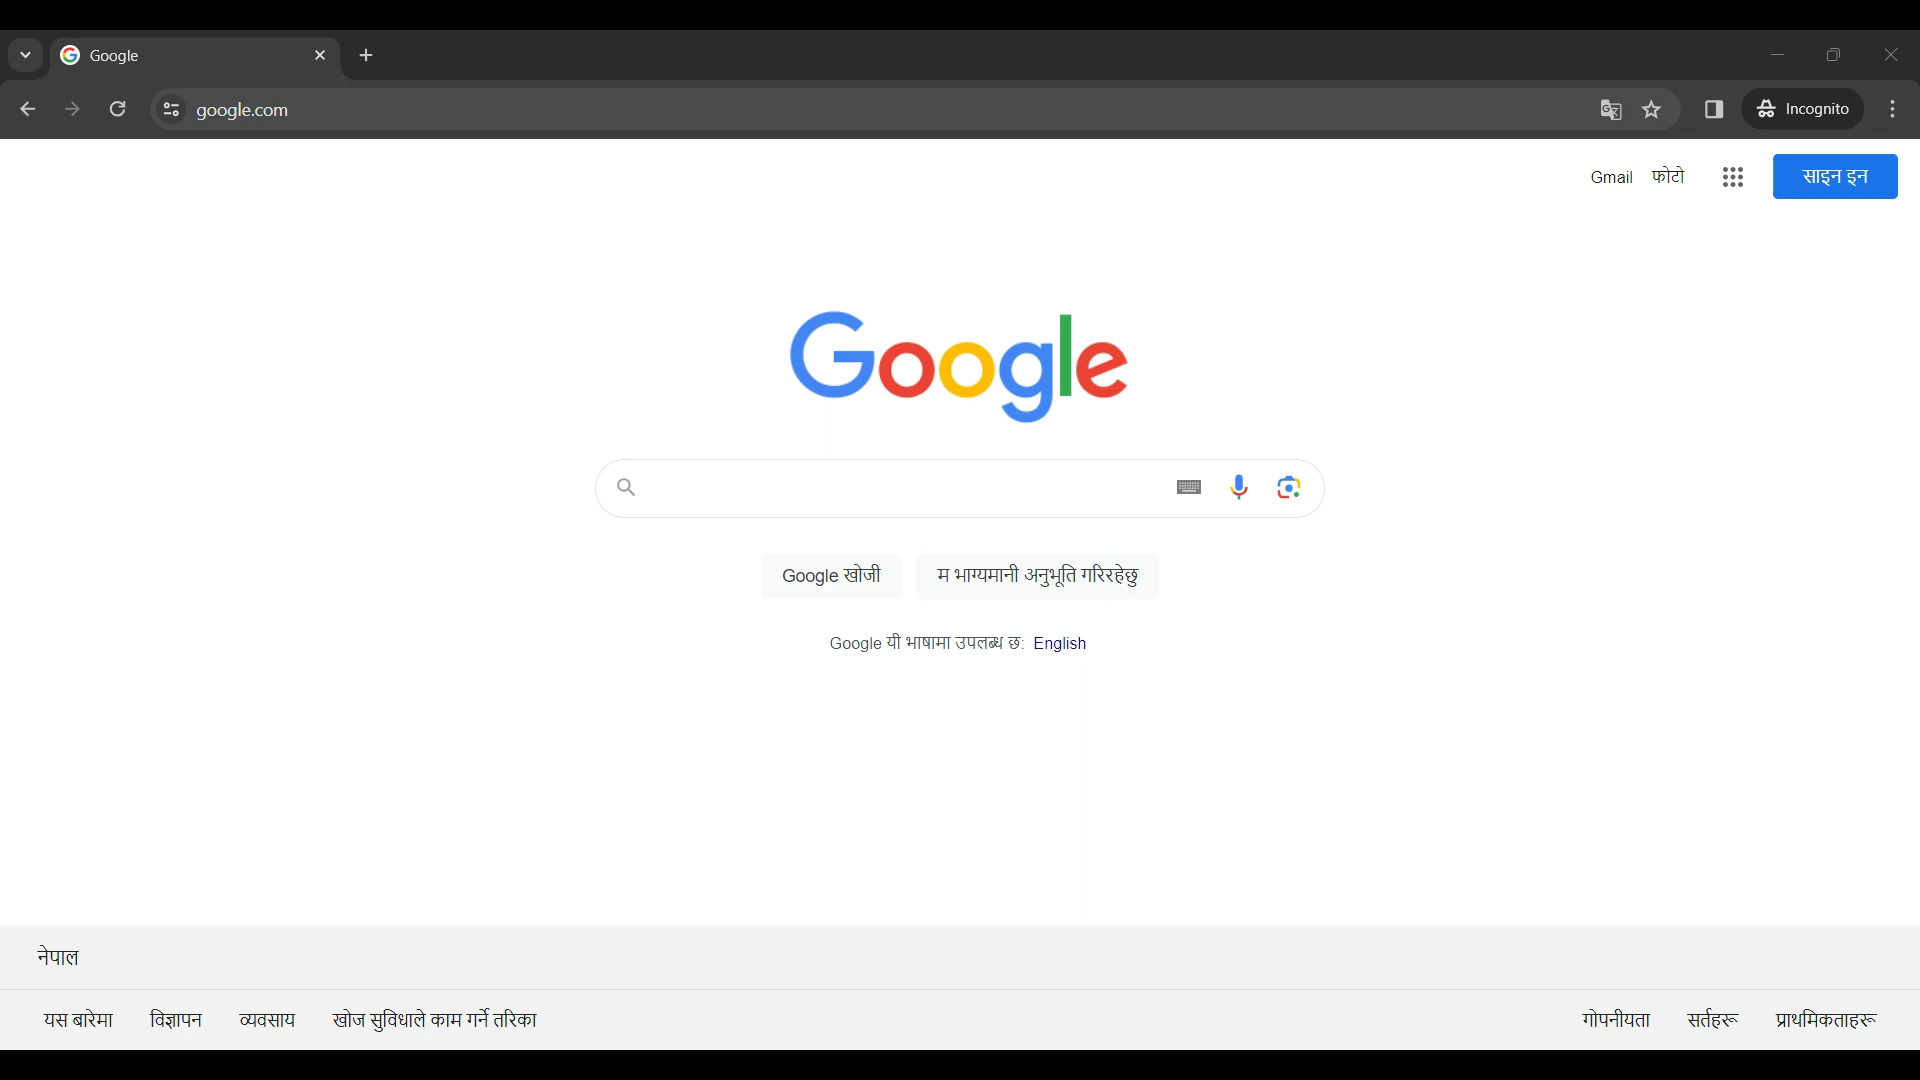 Google
google.com
Incognito
Gmail फोटो साइन इन
Google
Google खोजी म भाग्यमानी अनुभूति गरिरहेछु
Google यी भाषामा उपलब्ध छ: English
नेपाल
यस बारेमा विज्ञापन व्यवसाय खोज सुविधाले काम गर्ने तरिका गोपनीयता सर्तहरू प्राथमिकताहरू